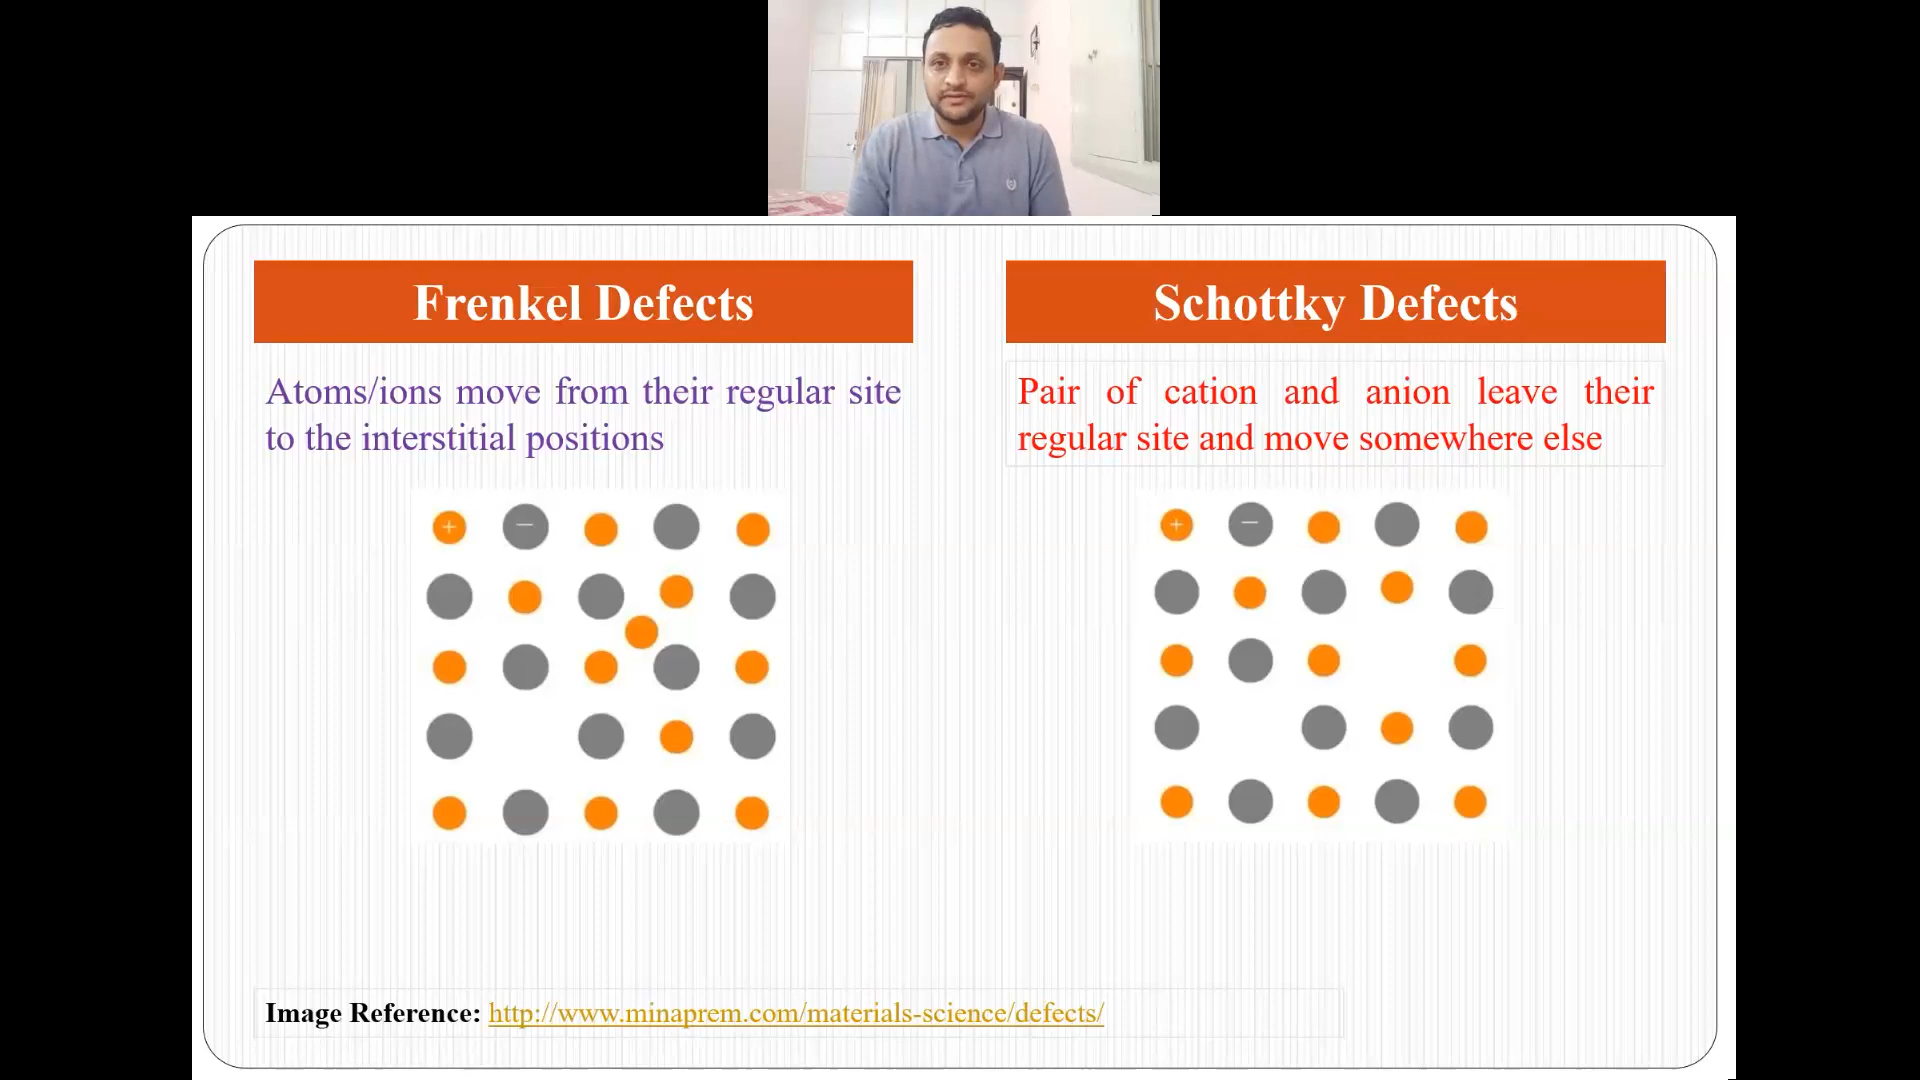 Frenkel Defects
Atoms/ions move from their regular site
to the interstitial positions
+ −
Schottky Defects
Pair of cation and anion leave their
regular site and move somewhere else
+ −
Image Reference: http://www.minaprem.com/materials-science/defects/